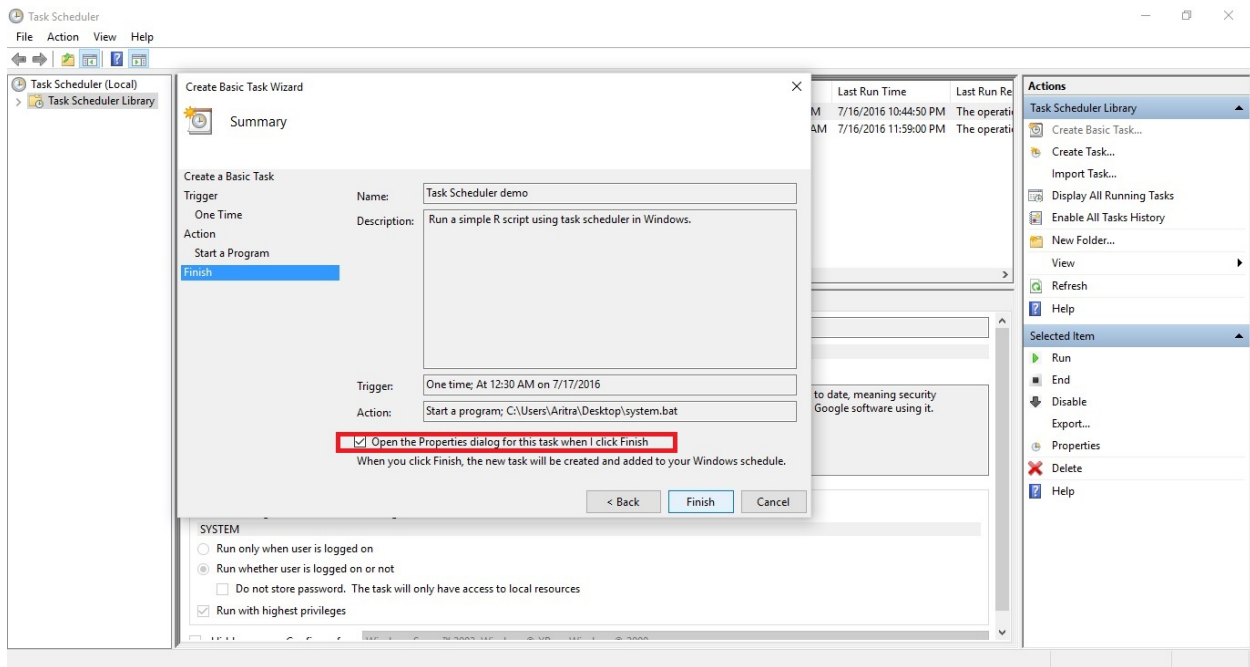 Task Scheduler
File Action View Help
Task Scheduler (Local)
Task Scheduler Library
Create Basic Task Wizard
Summary
Create a Basic Task
Trigger
One Time
Action
Start a Program
Finish
Name: Task Scheduler demo
Description: Run a simple R script using task scheduler in Windows.
Trigger: One time; At 12:30 AM on 7/17/2016
Action: Start a program; C:\Users\Aritra\Desktop\system.bat
Open the Properties dialog for this task when I click Finish
When you click Finish, the new task will be created and added to your Windows schedule.
< Back Finish Cancel
Last Run Time Last Run Re
M 7/16/2016 10:44:50 PM The operati
AM 7/16/2016 11:59:00 PM The operati
to date, meaning security
Google software using it.
SYSTEM
Run only when user is logged on
Run whether user is logged on or not
Do not store password. The task will only have access to local resources
Run with highest privileges
Actions
Task Scheduler Library
Create Basic Task...
Create Task...
Import Task...
Display All Running Tasks
Enable All Tasks History
New Folder...
View
Refresh
Help
Selected Item
Run
End
Disable
Export...
Properties
Delete
Help